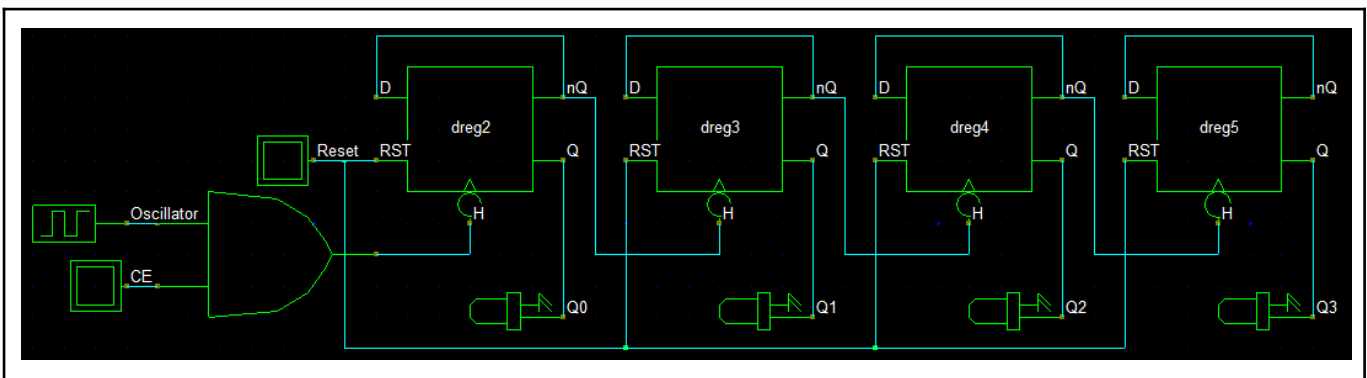 D nQ D nQ D nQ D nQ
dreg2 dreg3 dreg4 dreg5
Reset RST Q RST Q RST Q RST Q
Oscillator H H H H
CE
Q0 Q1 Q2 Q3